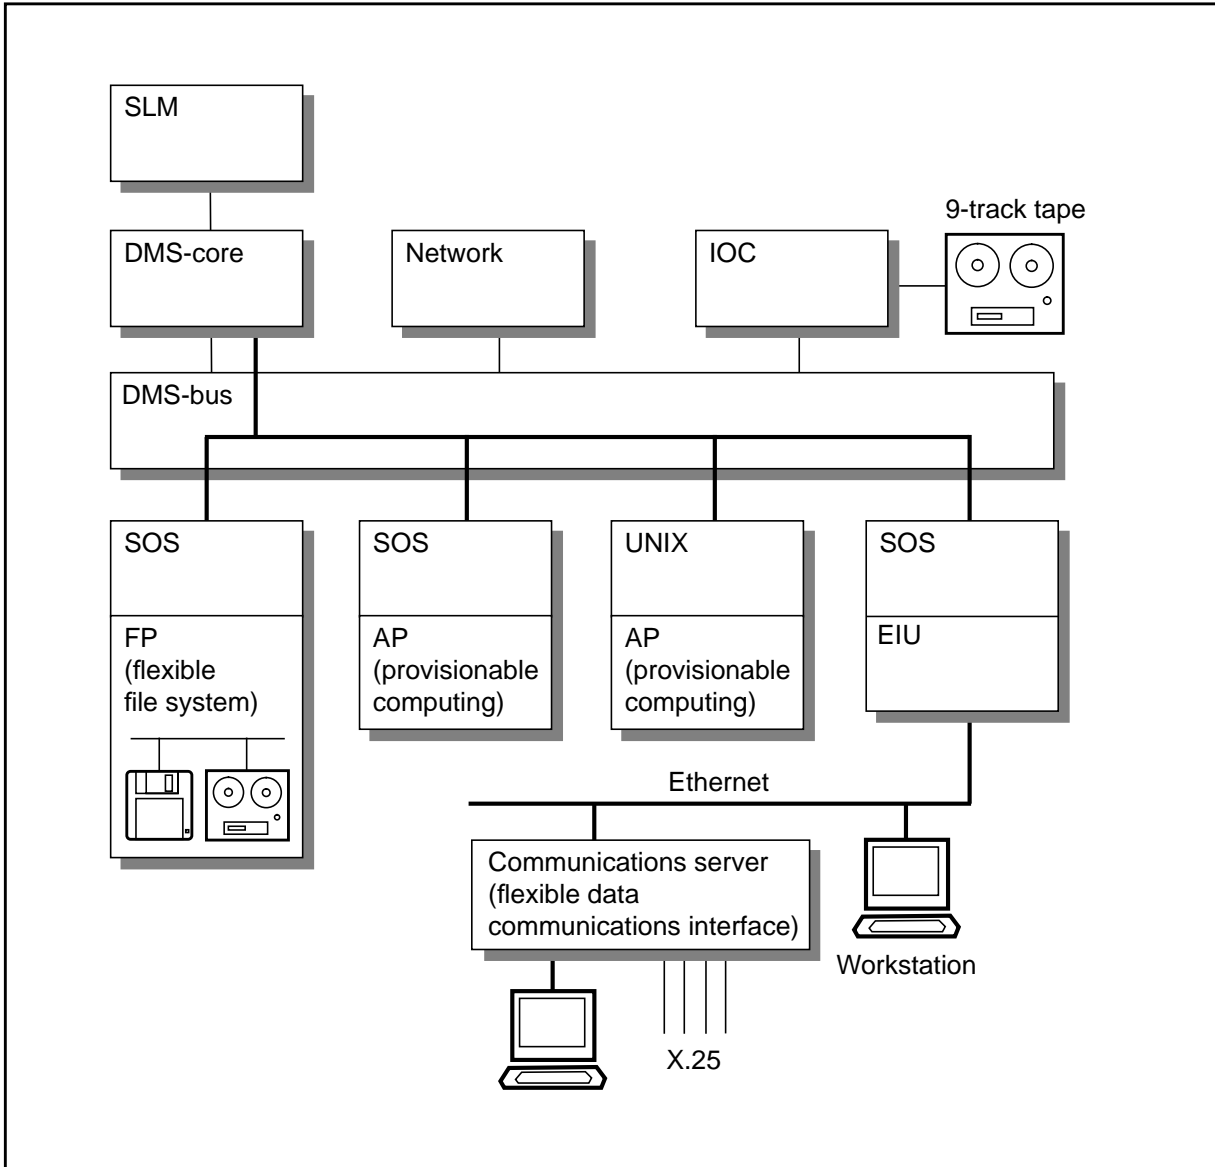 SLM
9-track tape
DMS-core
Network
IOC
DMS-bus
SOS
SOS
UNIX
SOS
FP
(flexible
file system)
AP
(provisionable
computing)
AP
(provisionable
computing)
EIU
Ethernet
Communications server
(flexible data
communications interface)
Workstation
X.25